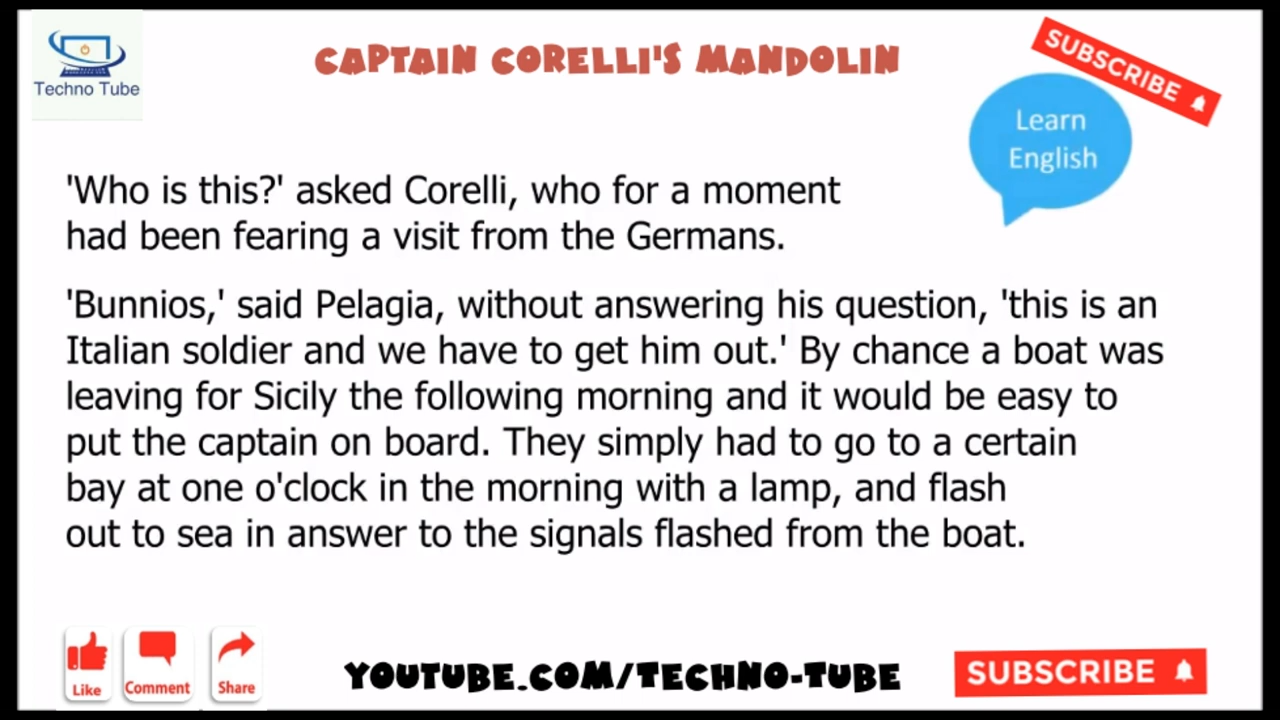 CAPTAIN CORELLI'S MANDOLIN
SUBSCRIBE
Techno Tube
Learn
English
'Who is this?' asked Corelli, who for a moment
had been fearing a visit from the Germans.
'Bunnios,' said Pelagia, without answering his question, 'this is an
Italian soldier and we have to get him out.' By chance a boat was
leaving for Sicily the following morning and it would be easy to
put the captain on board. They simply had to go to a certain
bay at one o'clock in the morning with a lamp, and flash
out to sea in answer to the signals flashed from the boat.
Like
Comment
Share
YOUTUBE.COM/TECHNO-TUBE
SUBSCRIBE